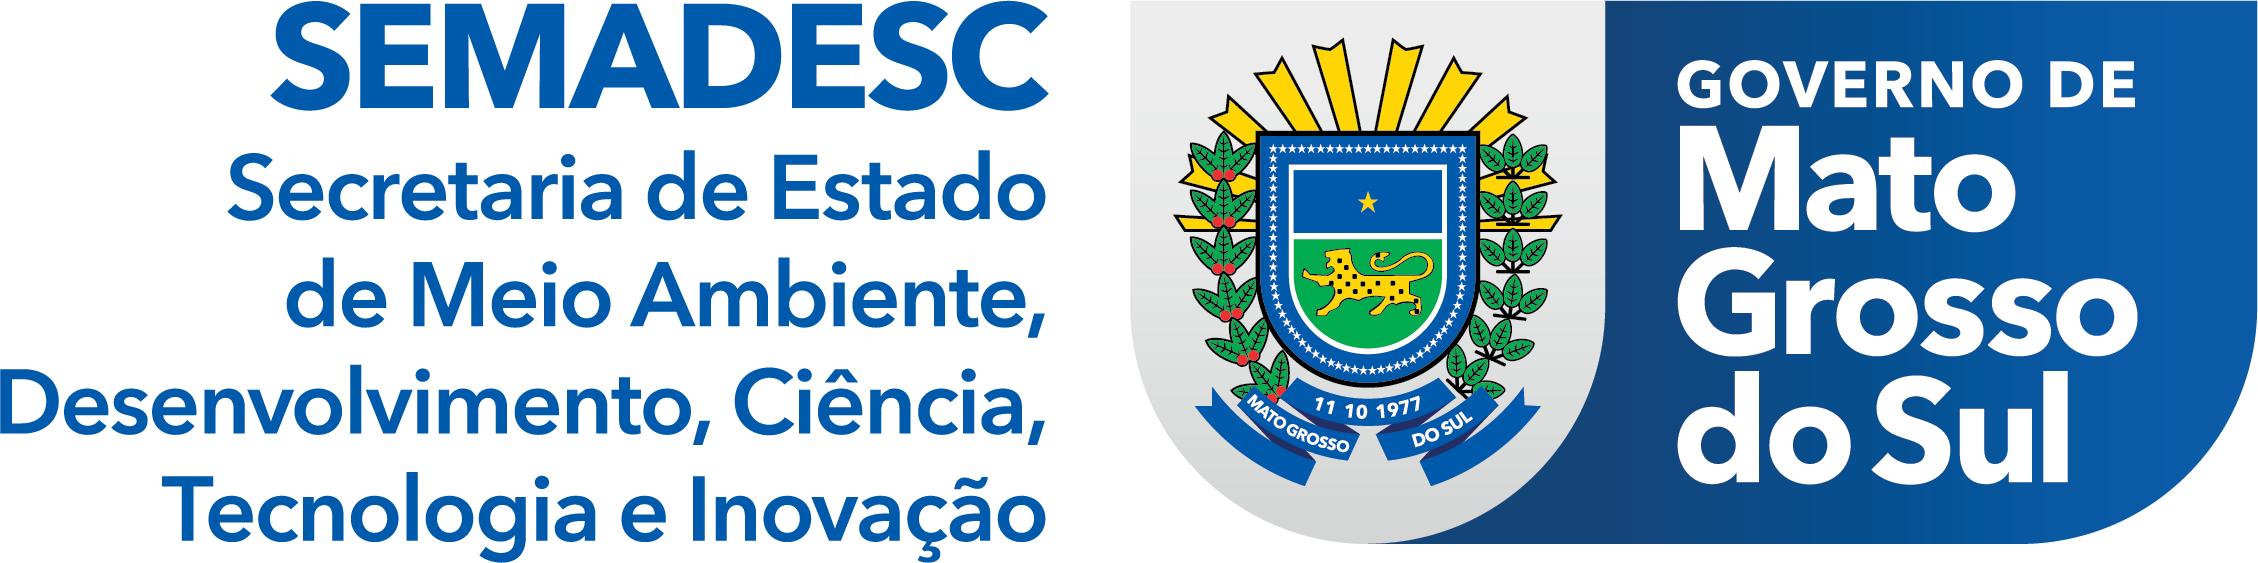 SEMADESC
Secretaria de Estado
de Meio Ambiente,
Desenvolvimento, Ciência,
Tecnologia e Inovação
11 10 1977
MATO GROSSO
DO SUL
GOVERNO DE
Mato
Grosso
do Sul